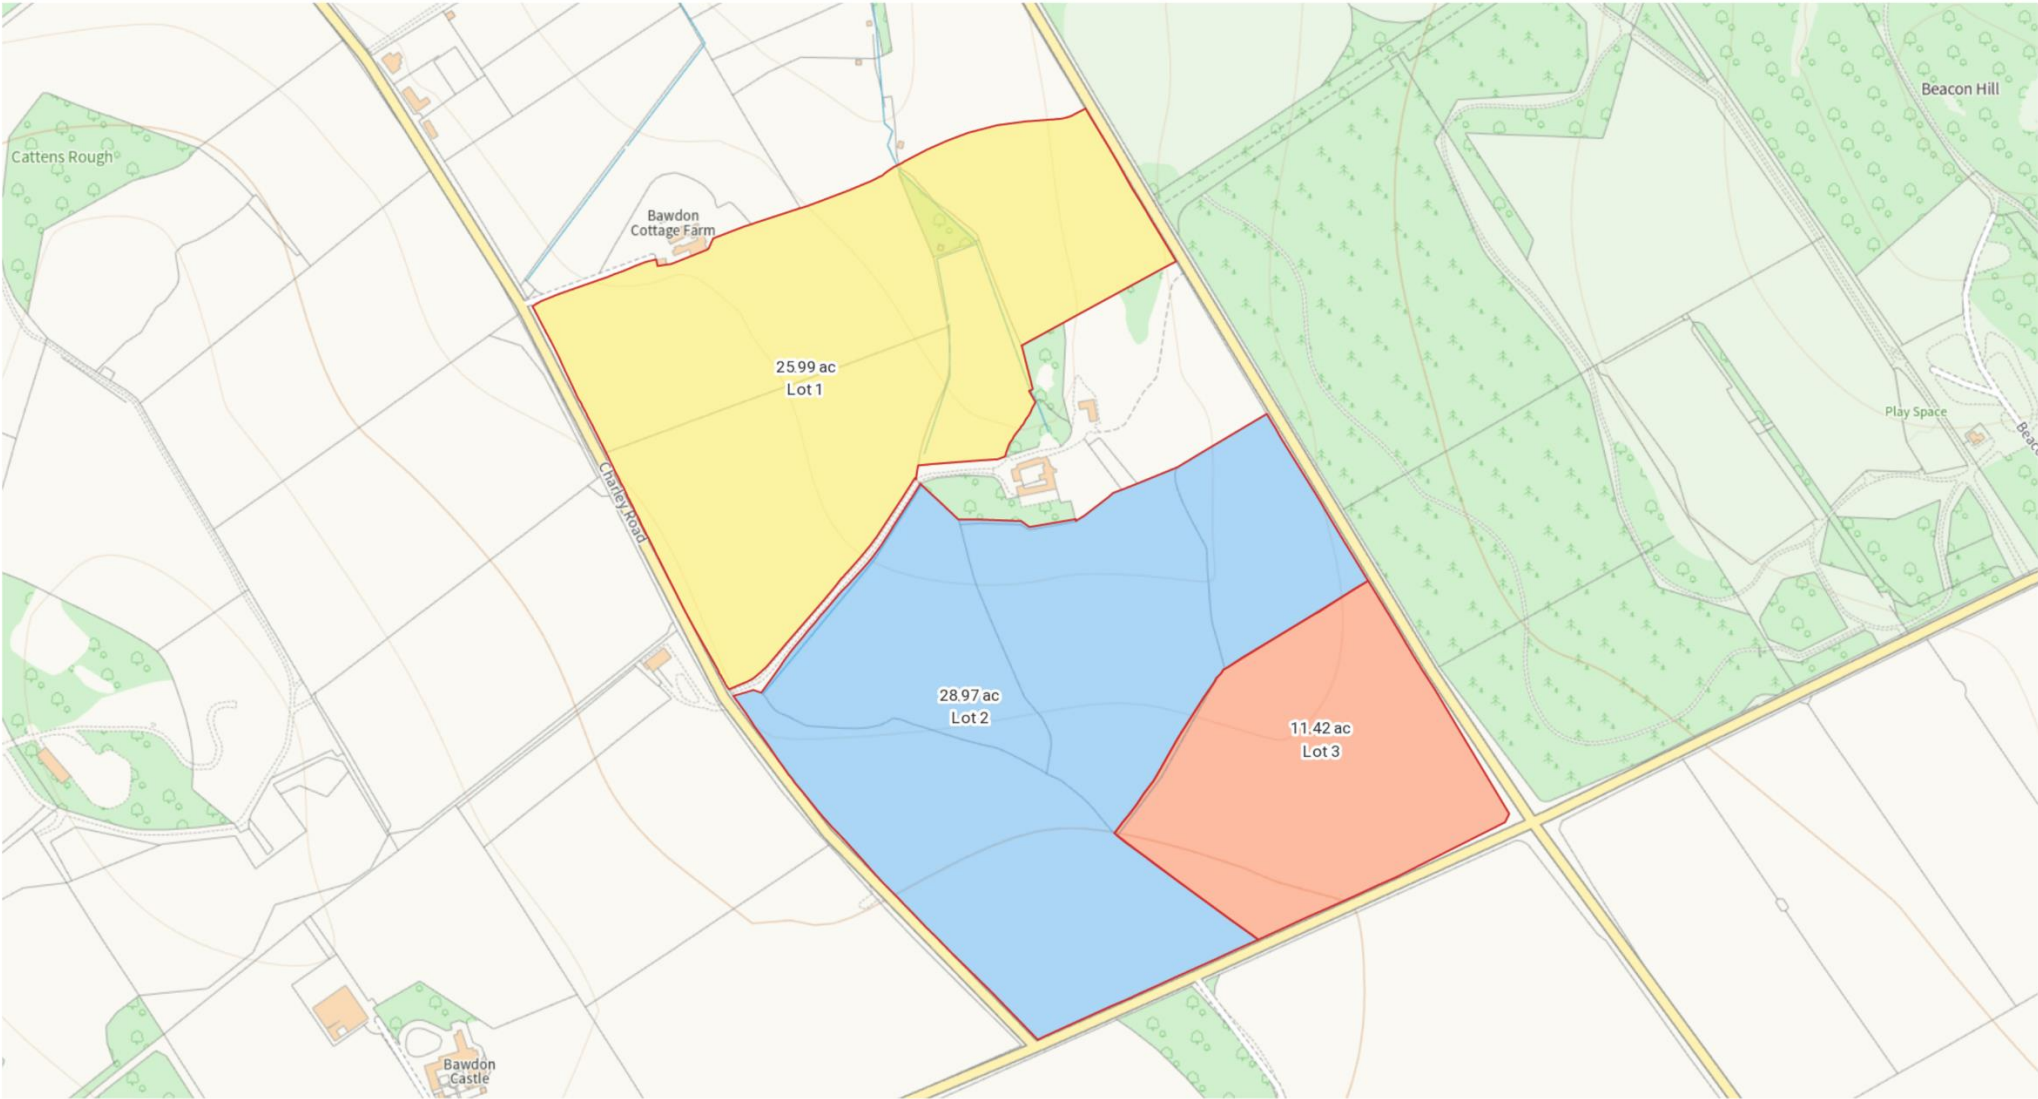 Beacon Hill
Cattens Rough
Bawdon
Cottage Farm
25.99 ac
Lot 1
Play Space
Beac
Charley Road
28.97 ac
Lot 2
11.42 ac
Lot 3
Bawdon
Castle